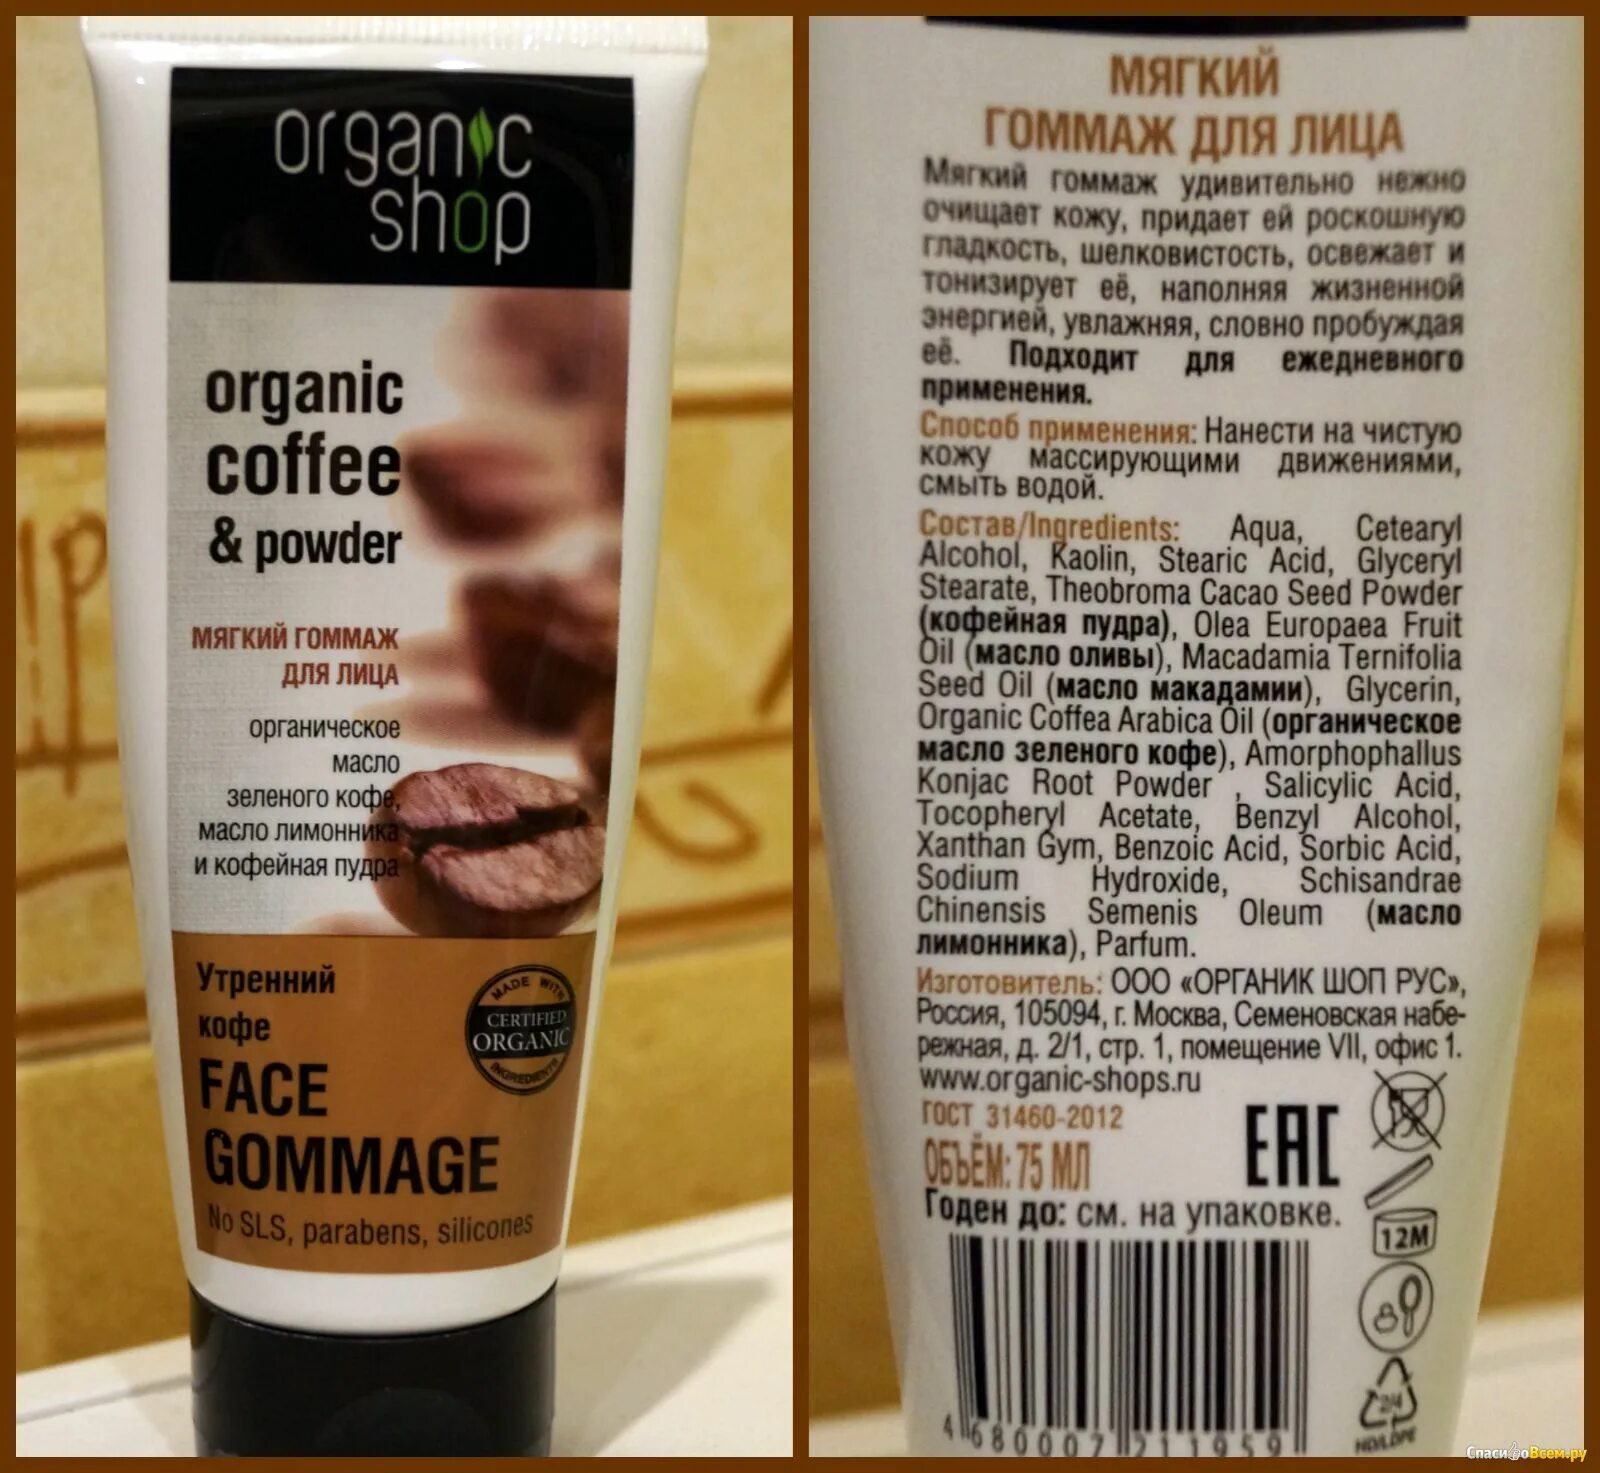 organic
shop
organic
coffee
& powder
МЯГКИЙ ГОММАЖ
ДЛЯ ЛИЦА
органическое
масло
зеленого кофе,
масло лимонника
и кофейная пудра
Утренний
кофе
FACE
GOMMAGE
No SLS, parabens, silicones
MADE WITH
CERTIFIED
ORGANIC
INGREDIENTS
МЯГКИЙ
ГОММАЖ ДЛЯ ЛИЦА
Мягкий гоммаж удивительно нежно
очищает кожу, придает ей роскошную
гладкость, шелковистость, освежает и
тонизирует её, наполняя жизненной
энергией, увлажняя, словно пробуждая
её. Подходит для ежедневного
применения.
Способ применения: Нанести на чистую
кожу массирующими движениями,
смыть водой.
Состав/Ingredients: Aqua, Cetearyl
Alcohol, Kaolin, Stearic Acid, Glyceryl
Stearate, Theobroma Cacao Seed Powder
(кофейная пудра), Olea Europaea Fruit
Oil (масло оливы), Macadamia Ternifolia
Seed Oil (масло макадамии), Glycerin,
Organic Coffea Arabica Oil (органическое
масло зеленого кофе), Amorphophallus
Konjac Root Powder , Salicylic Acid,
Tocopheryl Acetate, Benzyl Alcohol,
Xanthan Gym, Benzoic Acid, Sorbic Acid,
Sodium Hydroxide, Schisandrae
Chinensis Semenis Oleum (масло
лимонника), Parfum.
Изготовитель: ООО «ОРГАНИК ШОП РУС»,
Россия, 105094, г. Москва, Семеновская набе-
режная, д. 2/1, стр. 1, помещение VII, офис 1.
www.organic-shops.ru
ГОСТ 31460-2012
ОБЪЁМ: 75 МЛ
EAC
Годен до: см. на упаковке.
12M
4 680007 211959
2/4
HD/LDPE
СпасибоВсем.ру